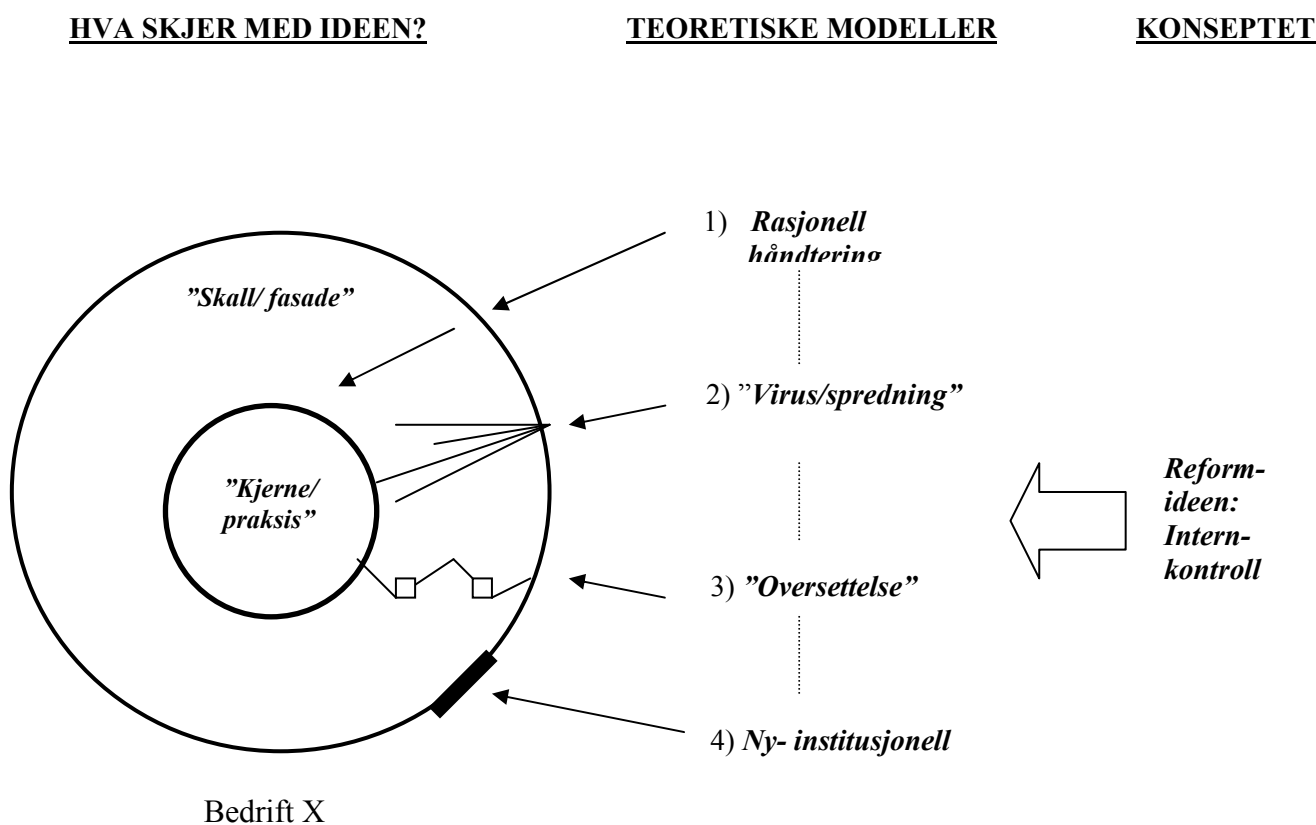 HVA SKJER MED IDEEN?
TEORETISKE MODELLER
KONSEPTET
1) Rasjonell
håndtering
”Skall/ fasade”
2) ”Virus/spredning”
”Kjerne/
praksis”
Reform-
ideen:
Intern-
kontroll
3) ”Oversettelse”
4) Ny- institusjonell
Bedrift X